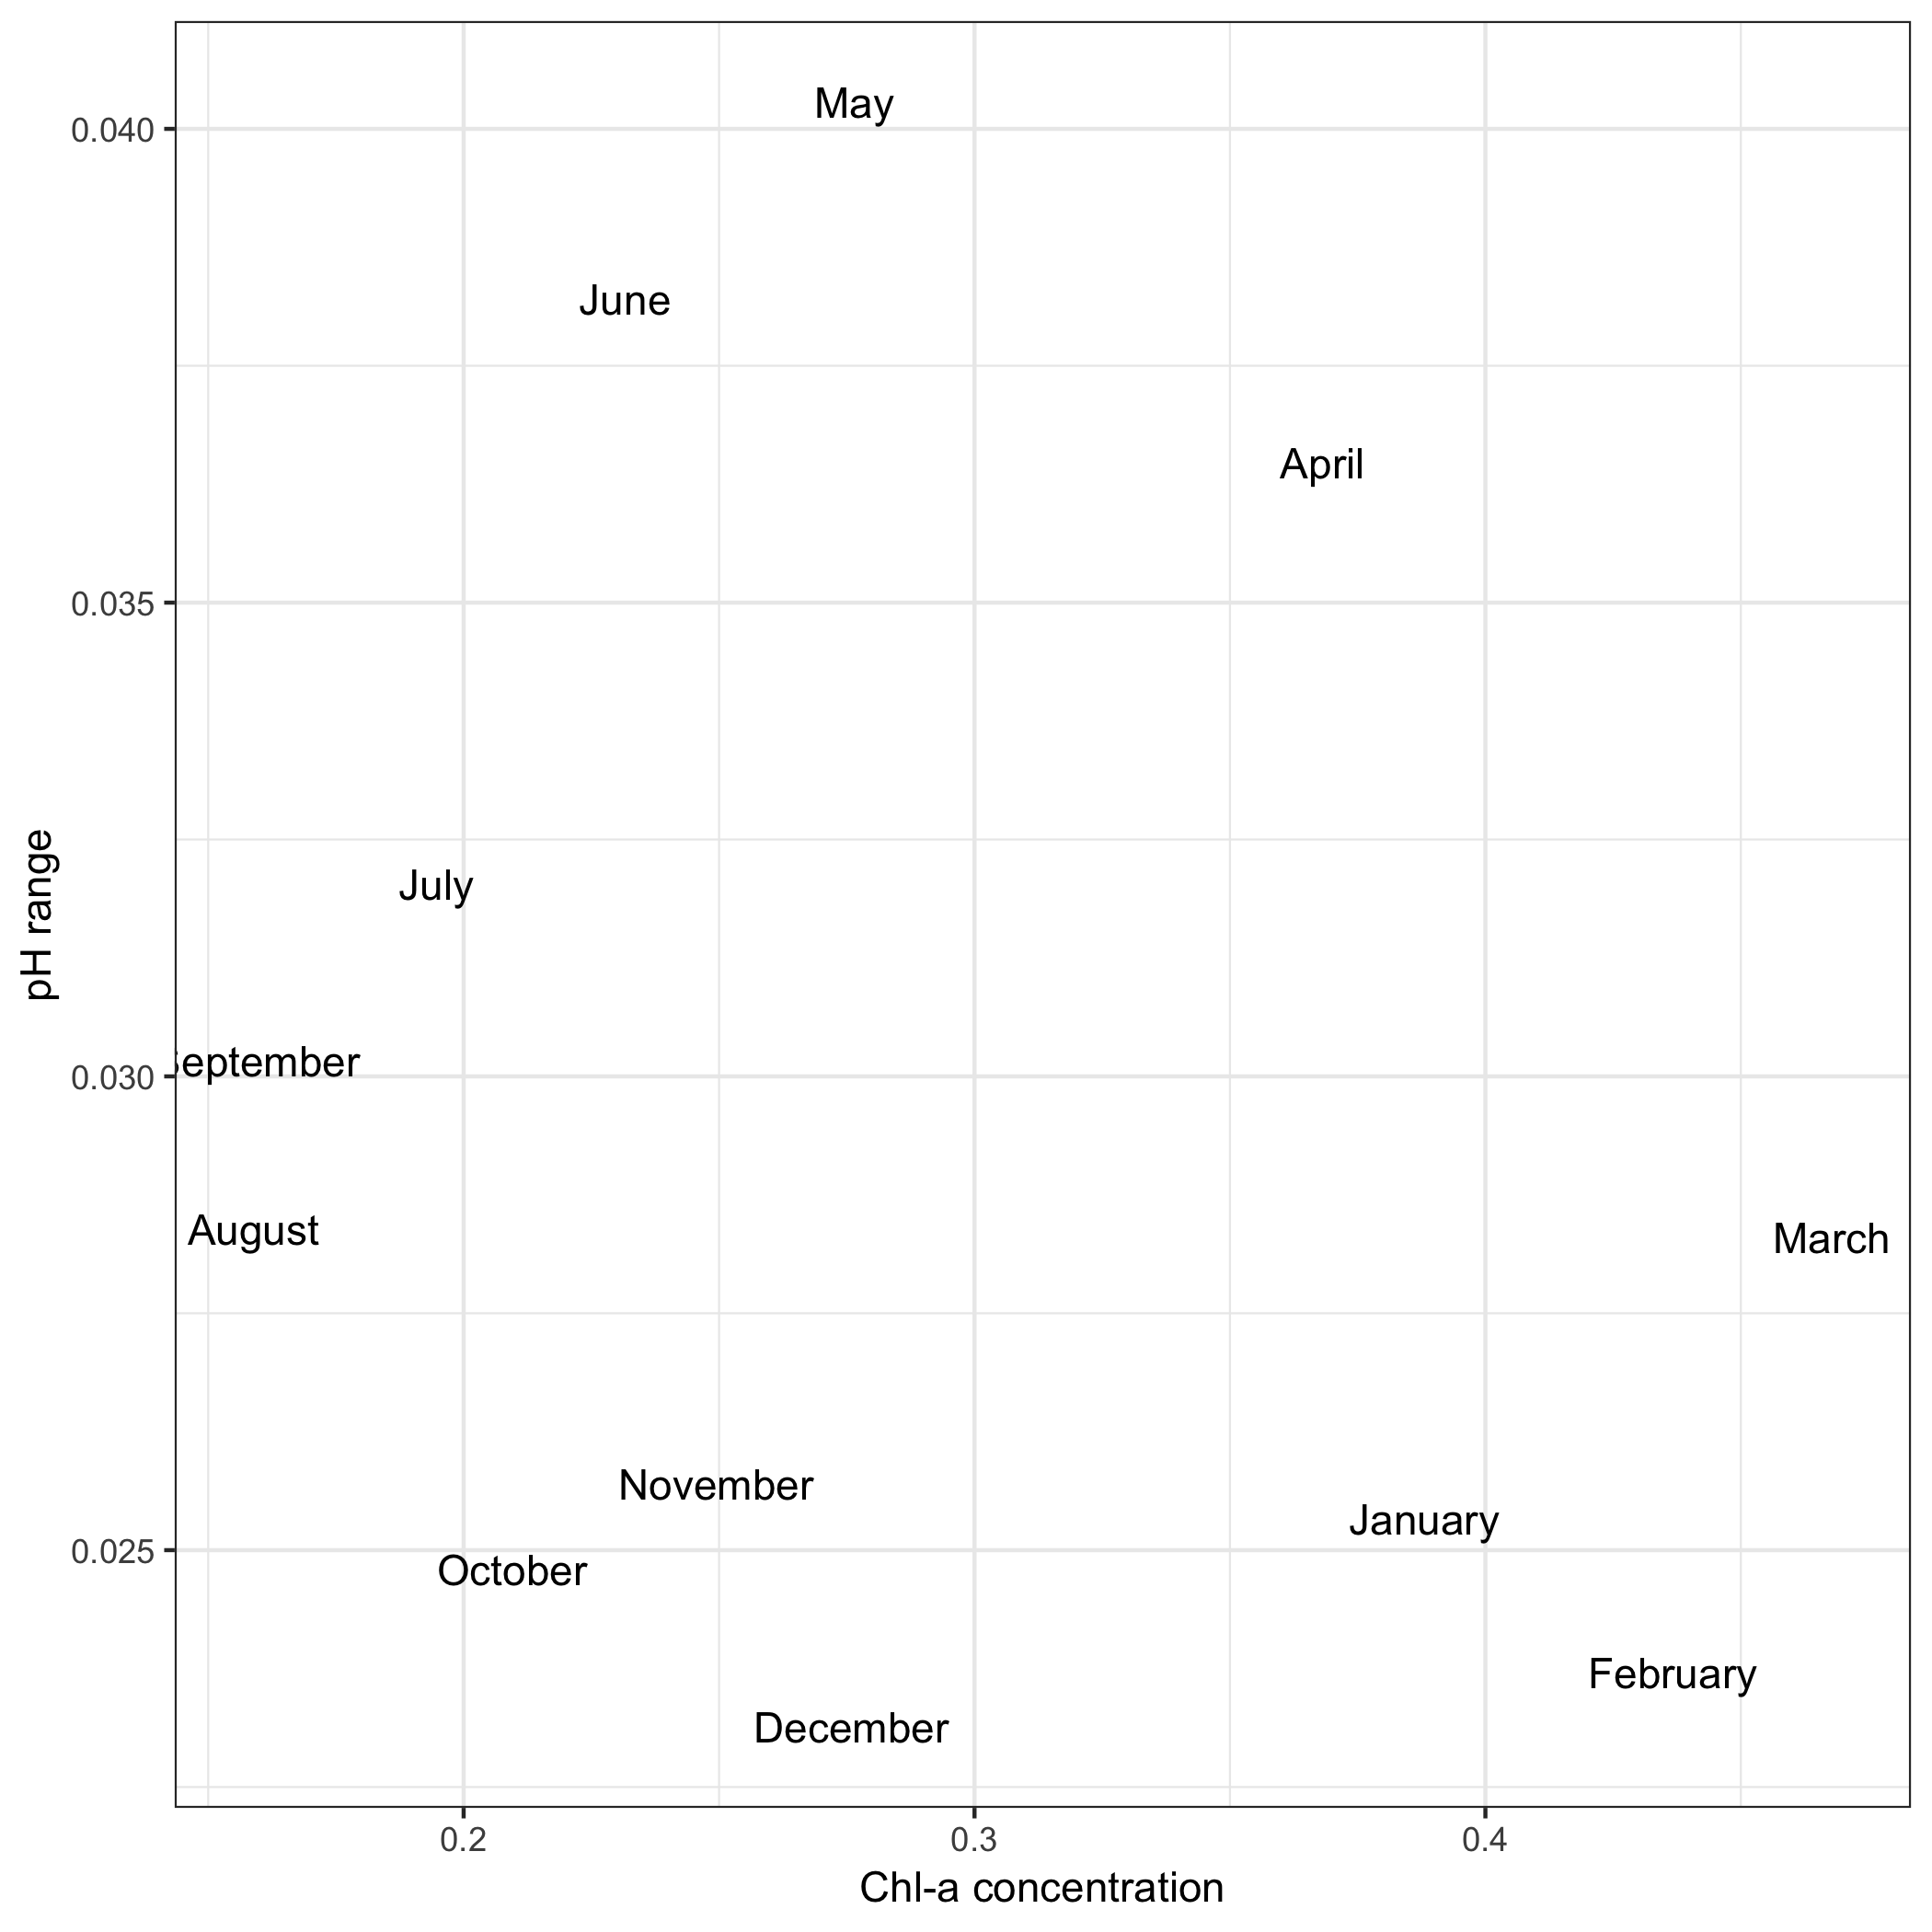 May
0.040
June
April
0.035
pH range
July
September
0.030
August
March
November
January
0.025
October
February
December
0.2
0.3
0.4
Chl-a concentration